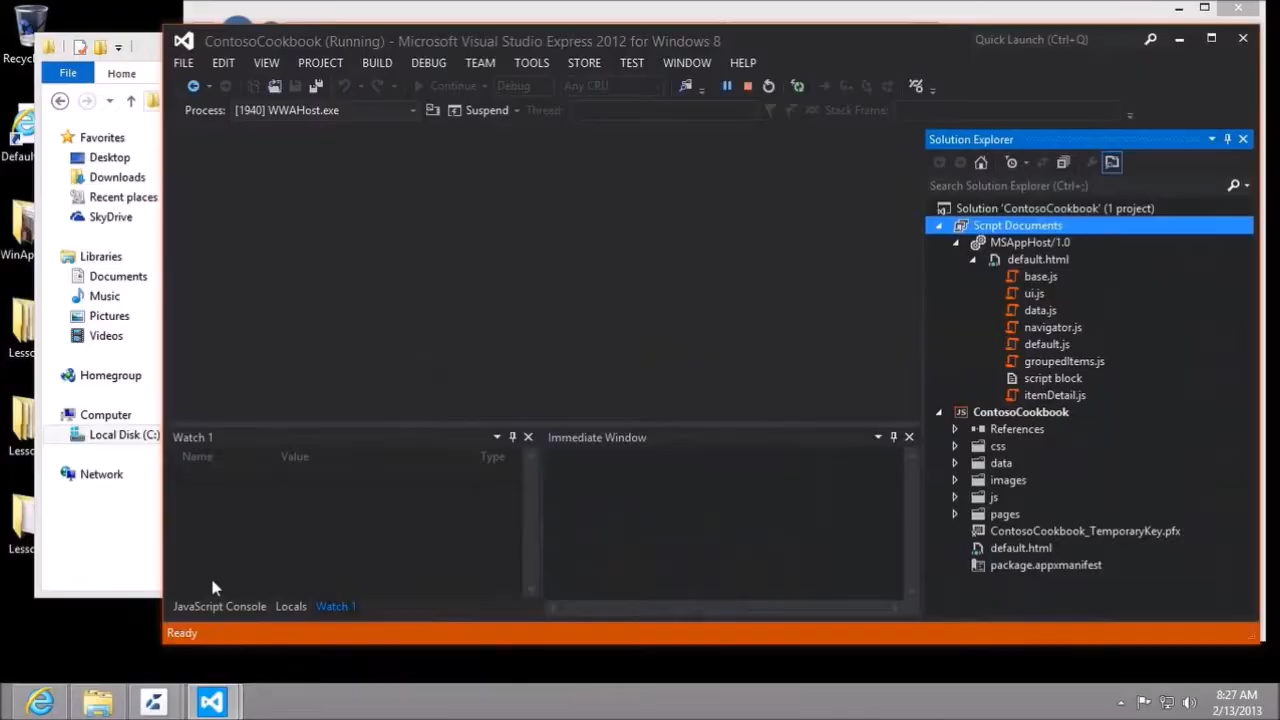 Recyc
File
Home
Favorites
Desktop
Downloads
Recent places
SkyDrive
Libraries
Documents
Music
Pictures
Videos
Homegroup
Computer
Local Disk (C:)
Network
Defau
WinAp
Lesso
Lesso
Lesso
ContosoCookbook (Running) - Microsoft Visual Studio Express 2012 for Windows 8
Quick Launch (Ctrl+Q)
FILE EDIT VIEW PROJECT BUILD DEBUG TEAM TOOLS STORE TEST WINDOW HELP
Continue Debug Any CPU
Process: [1940] WWAHost.exe Suspend Thread: Stack Frame:
Solution Explorer
Search Solution Explorer (Ctrl+;)
Solution 'ContosoCookbook' (1 project)
Script Documents
MSAppHost/1.0
default.html
base.js
ui.js
data.js
navigator.js
default.js
groupedItems.js
script block
itemDetail.js
ContosoCookbook
References
css
data
images
js
pages
ContosoCookbook_TemporaryKey.pfx
default.html
package.appxmanifest
Watch 1
Name Value Type
Immediate Window
JavaScript Console Locals Watch 1
Ready
8:27 AM
2/13/2013